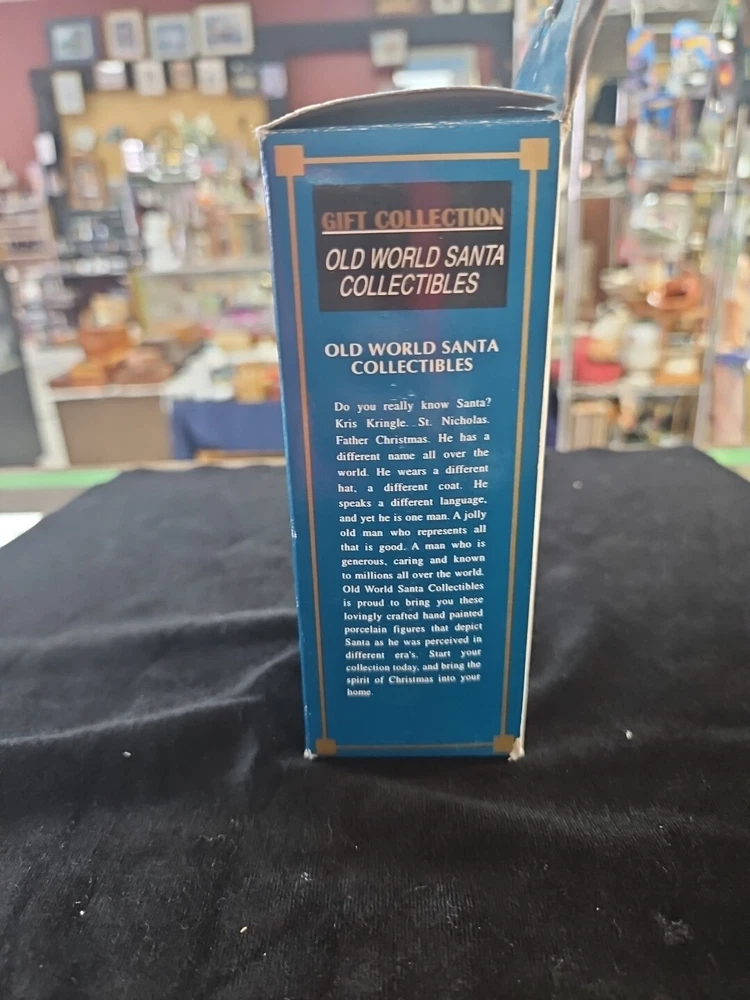 GIFT COLLECTION
OLD WORLD SANTA
COLLECTIBLES
OLD WORLD SANTA
COLLECTIBLES
Do you really know Santa?
Kris Kringle. St. Nicholas.
Father Christmas. He has a
different name all over the
world. He wears a different
hat, a different coat. He
speaks a different language,
and yet he is one man. A jolly
old man who represents all
that is good. A man who is
generous, caring and known
to millions all over the world.
Old World Santa Collectibles
is proud to bring you these
lovingly crafted hand painted
porcelain figures that depict
Santa as he was perceived in
different era's. Start your
collection today, and bring the
spirit of Christmas into your
home.